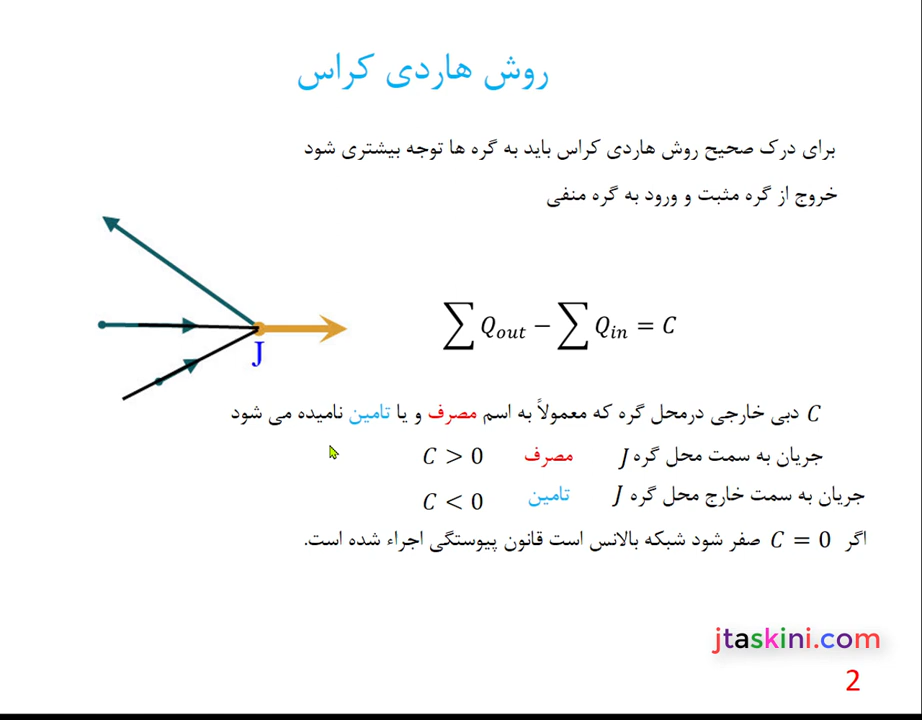 روش هاردی کراس
برای درک صحیح روش هاردی کراس باید به گره ها توجه بیشتری شود
خروج از گره مثبت و ورود به گره منفی
∑ Q_out − ∑ Q_in = C
J
C دبی خارجی درمحل گره که معمولاً به اسم مصرف و یا تامین نامیده می شود
جریان به سمت محل گره J مصرف C > 0
جریان به سمت خارج محل گره J تامین C < 0
اگر C = 0 صفر شود شبکه بالانس است قانون پیوستگی اجراء شده است.
jtaskini.com
2